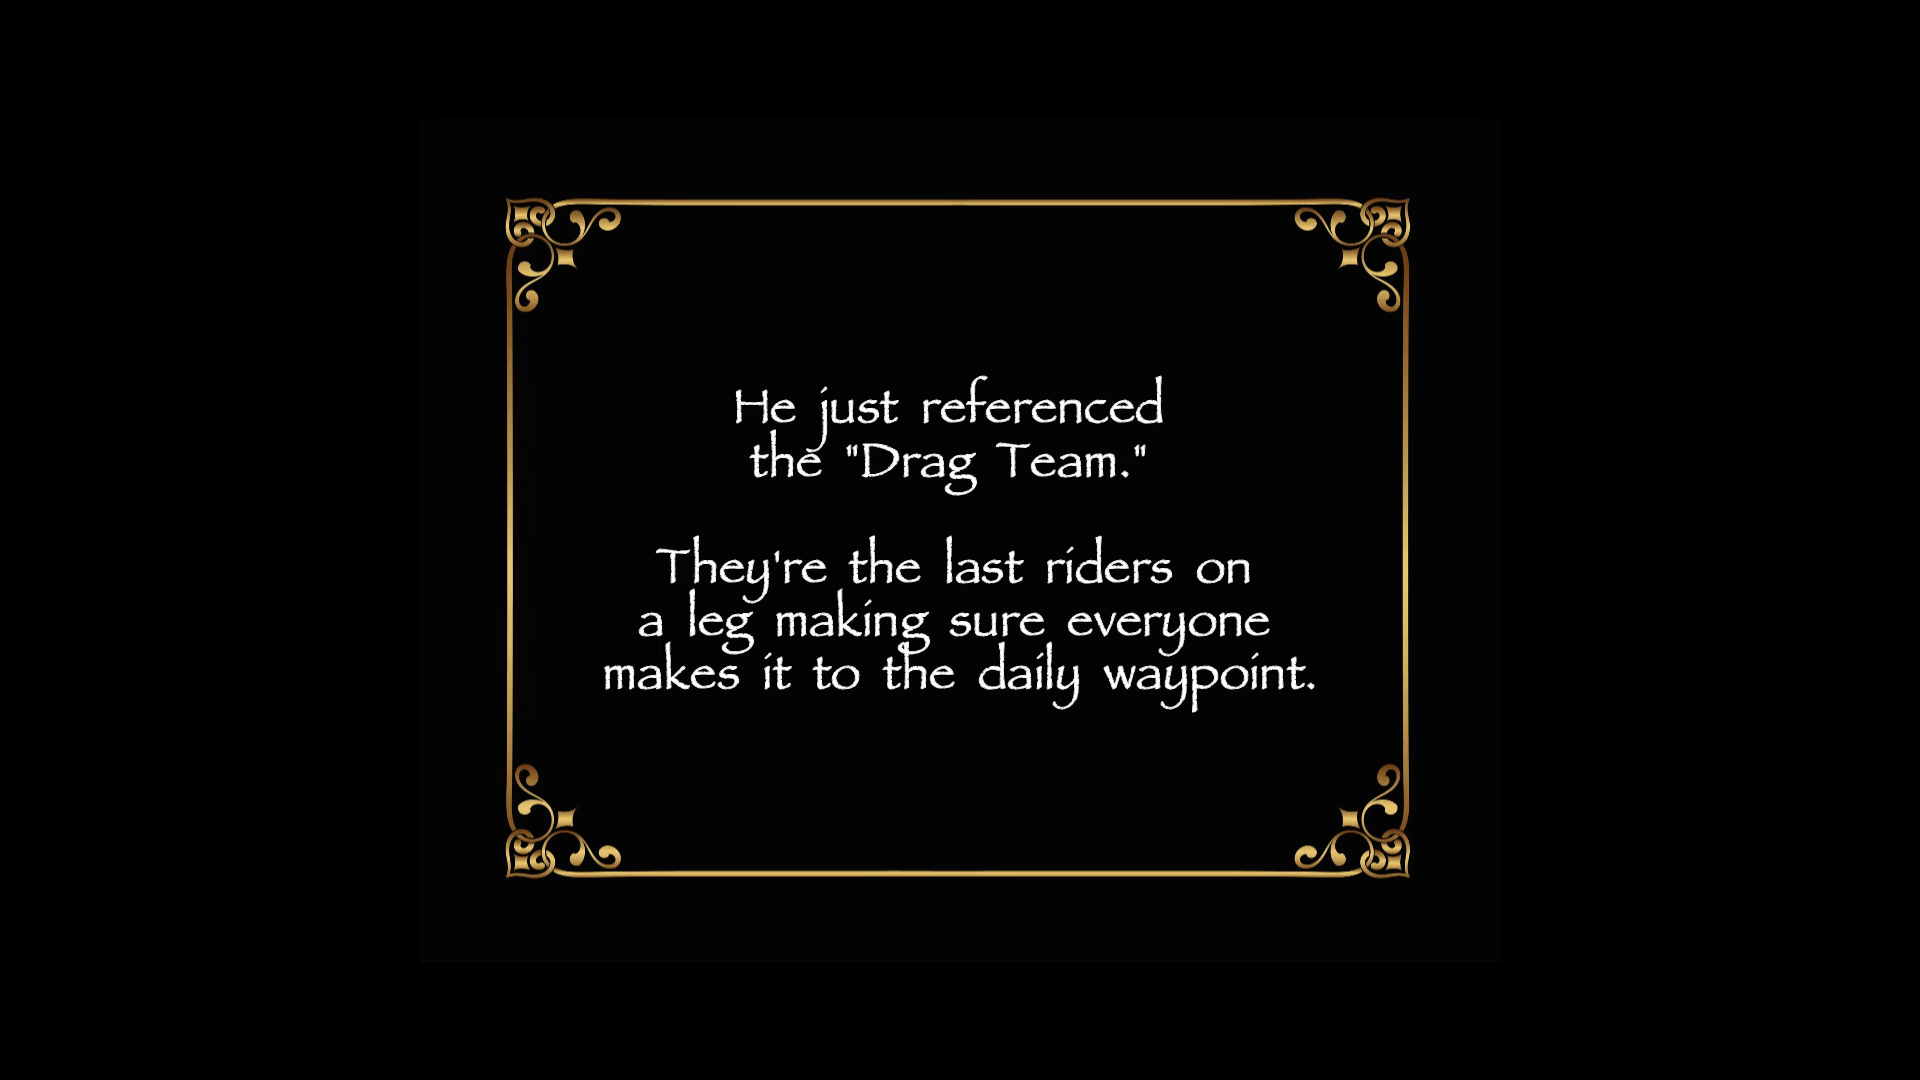 He just referenced
the "Drag Team."
They're the last riders on
a leg making sure everyone
makes it to the daily waypoint.